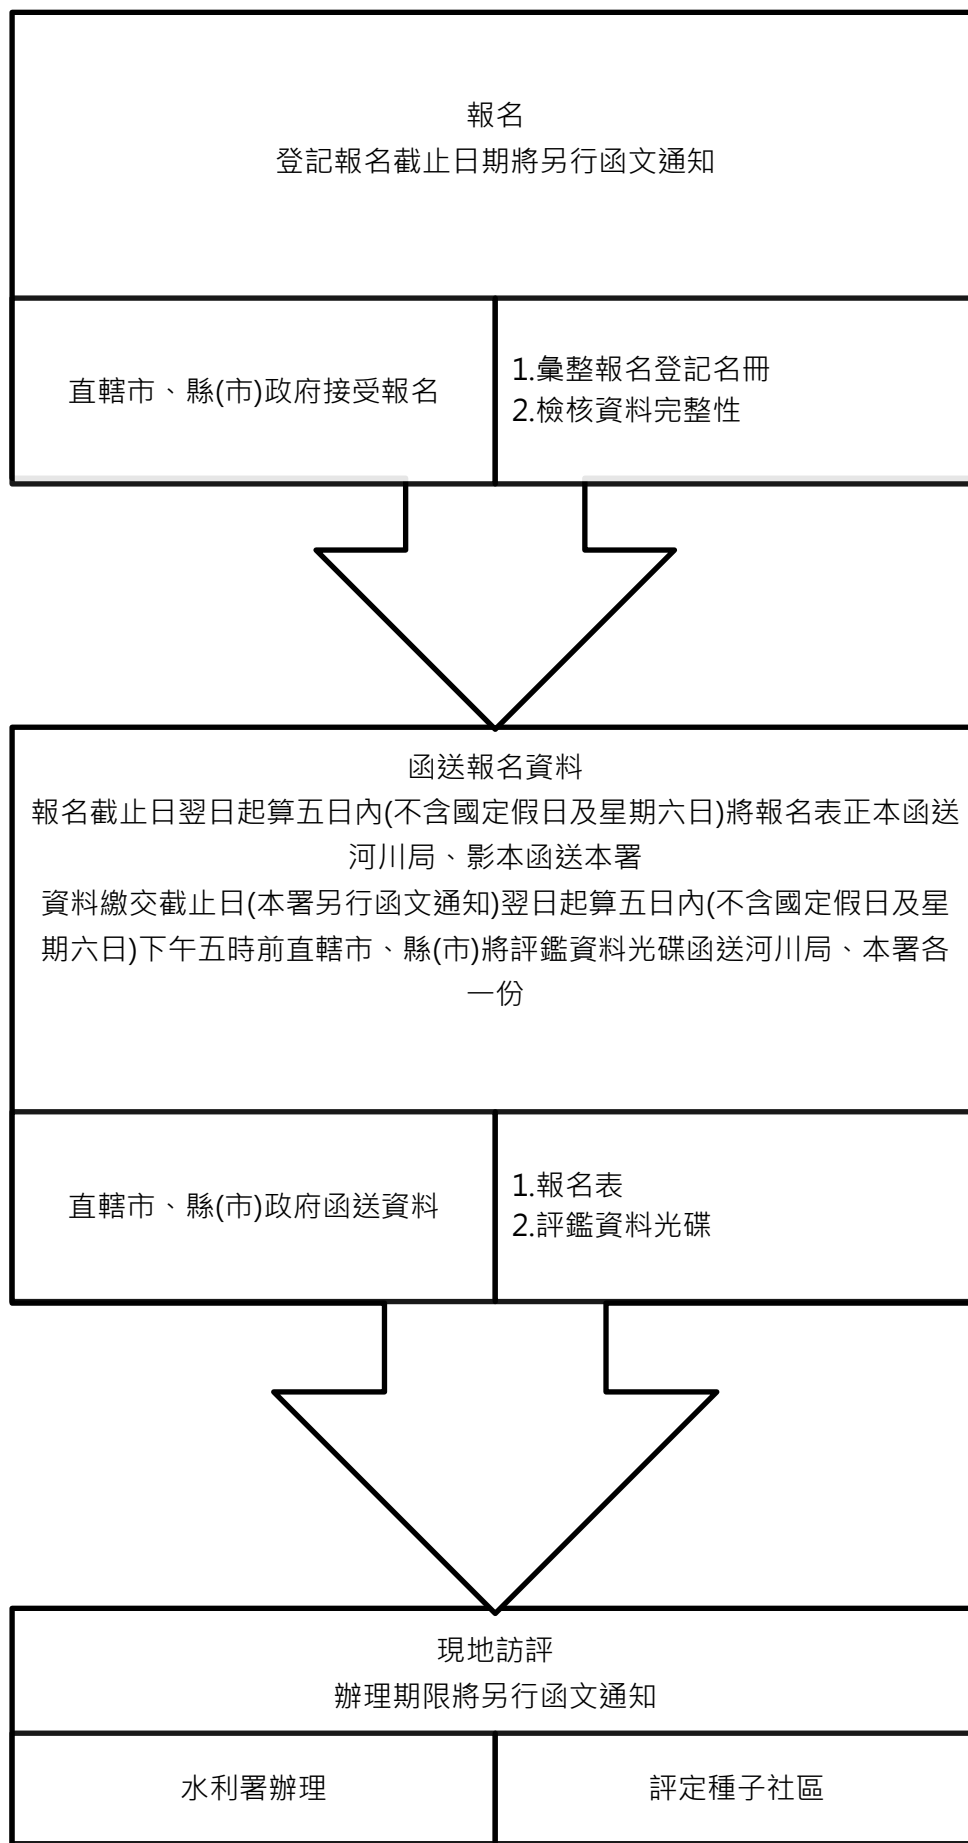 報名
登記報名截止日期將另行函文通知
直轄市、縣(市)政府接受報名
1.彙整報名登記名冊
2.檢核資料完整性
函送報名資料
報名截止日翌日起算五日內(不含國定假日及星期六日)將報名表正本函送
河川局、影本函送本署
資料繳交截止日(本署另行函文通知)翌日起算五日內(不含國定假日及星
期六日)下午五時前直轄市、縣(市)將評鑑資料光碟函送河川局、本署各
一份
直轄市、縣(市)政府函送資料
1.報名表
2.評鑑資料光碟
現地訪評
辦理期限將另行函文通知
水利署辦理
評定種子社區